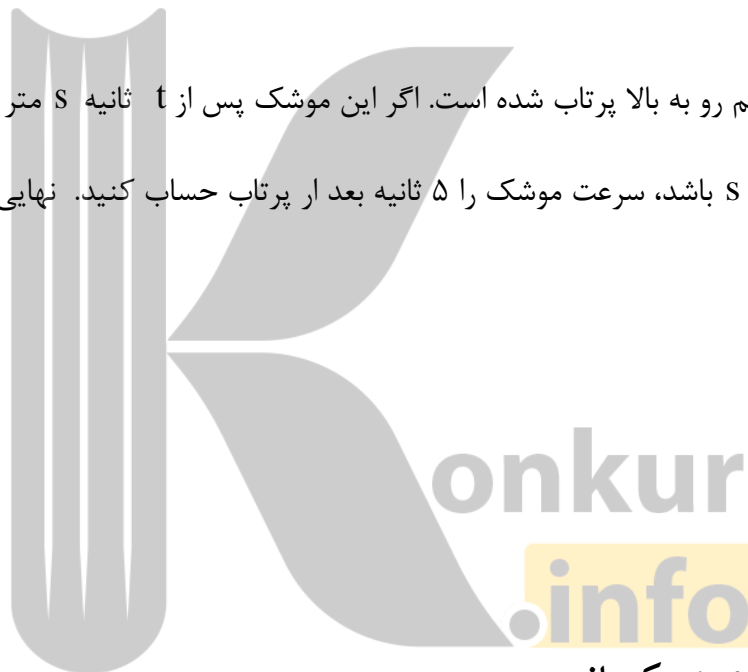 م رو به بالا پرتاب شده است. اگر این موشک پس از t ثانیه s متر
s باشد، سرعت موشک را ۵ ثانیه بعد ار پرتاب حساب کنید. نهایی
Konkur
.info